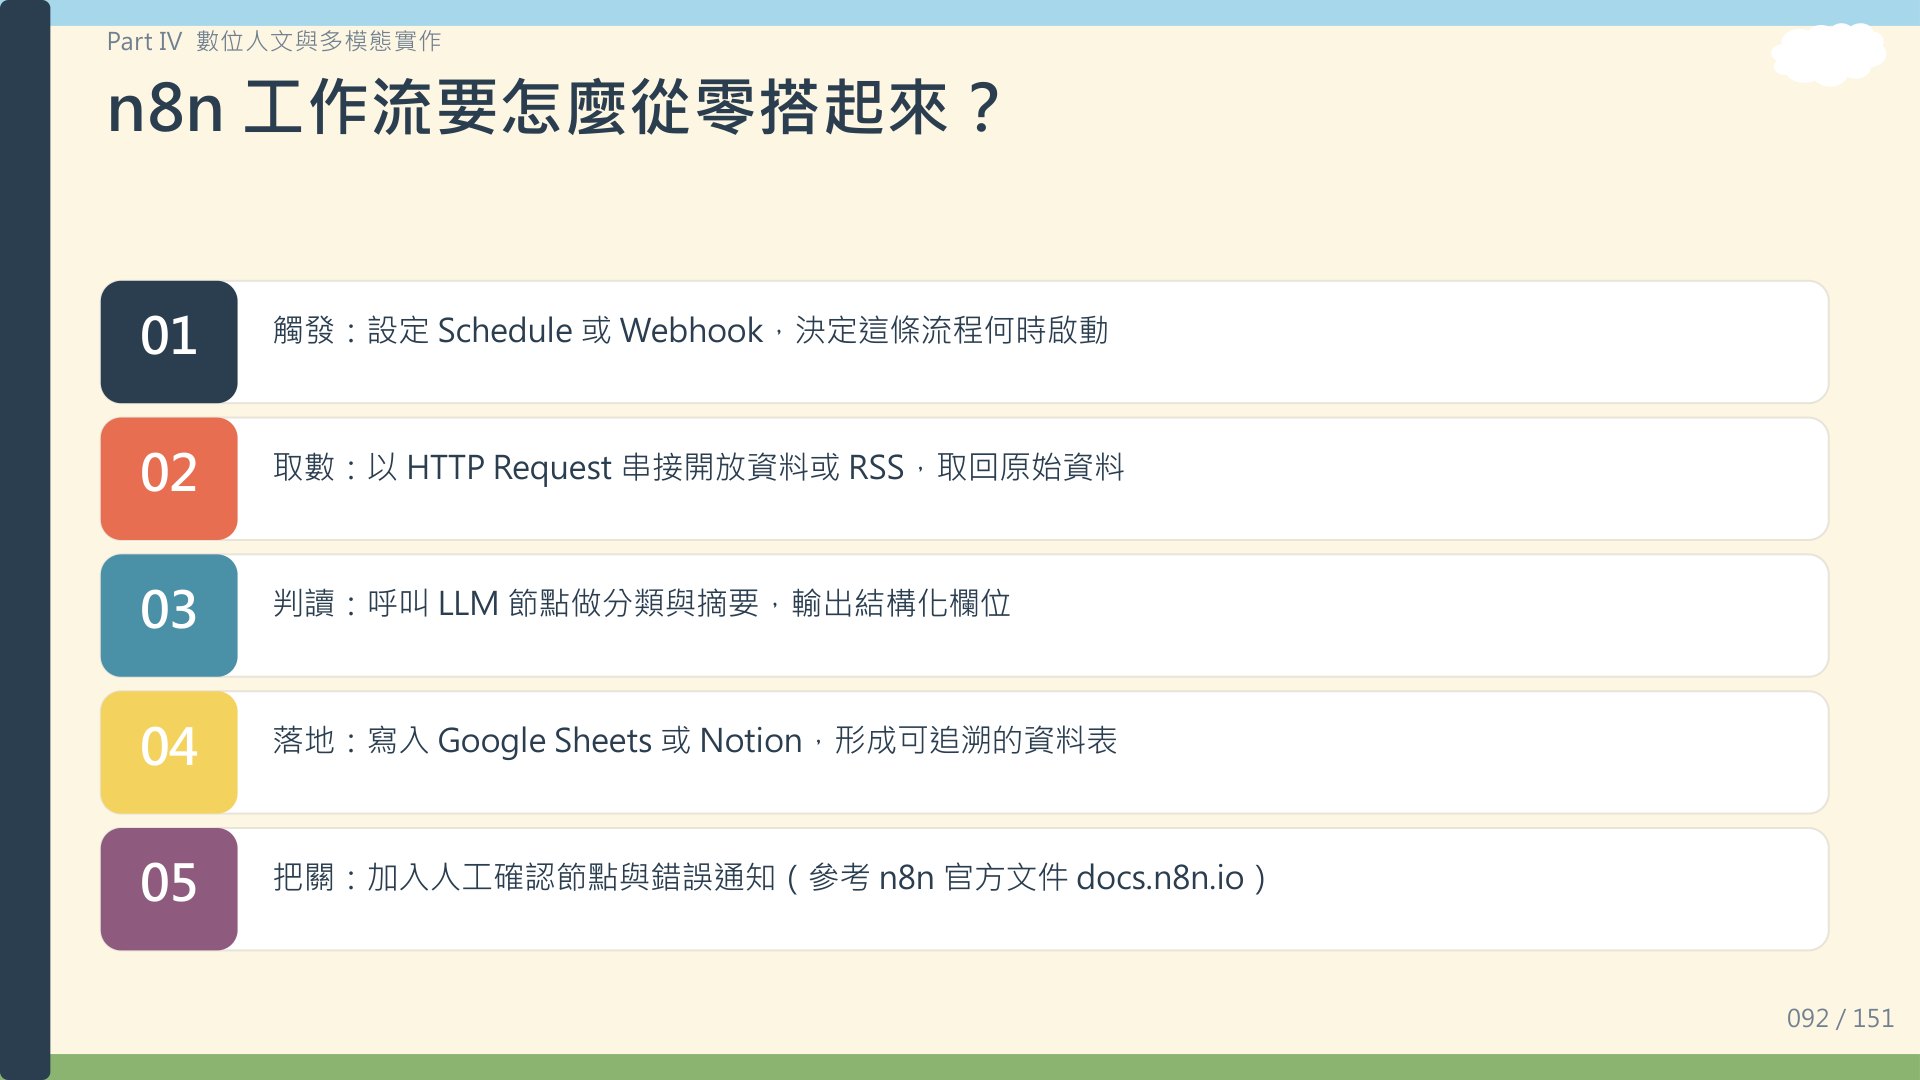 Part IV 數位人文與多模態實作
n8n 工作流要怎麼從零搭起來？
01
觸發：設定 Schedule 或 Webhook，決定這條流程何時啟動
02
取數：以 HTTP Request 串接開放資料或 RSS，取回原始資料
03
判讀：呼叫 LLM 節點做分類與摘要，輸出結構化欄位
04
落地：寫入 Google Sheets 或 Notion，形成可追溯的資料表
05
把關：加入人工確認節點與錯誤通知（參考 n8n 官方文件 docs.n8n.io）
092 / 151